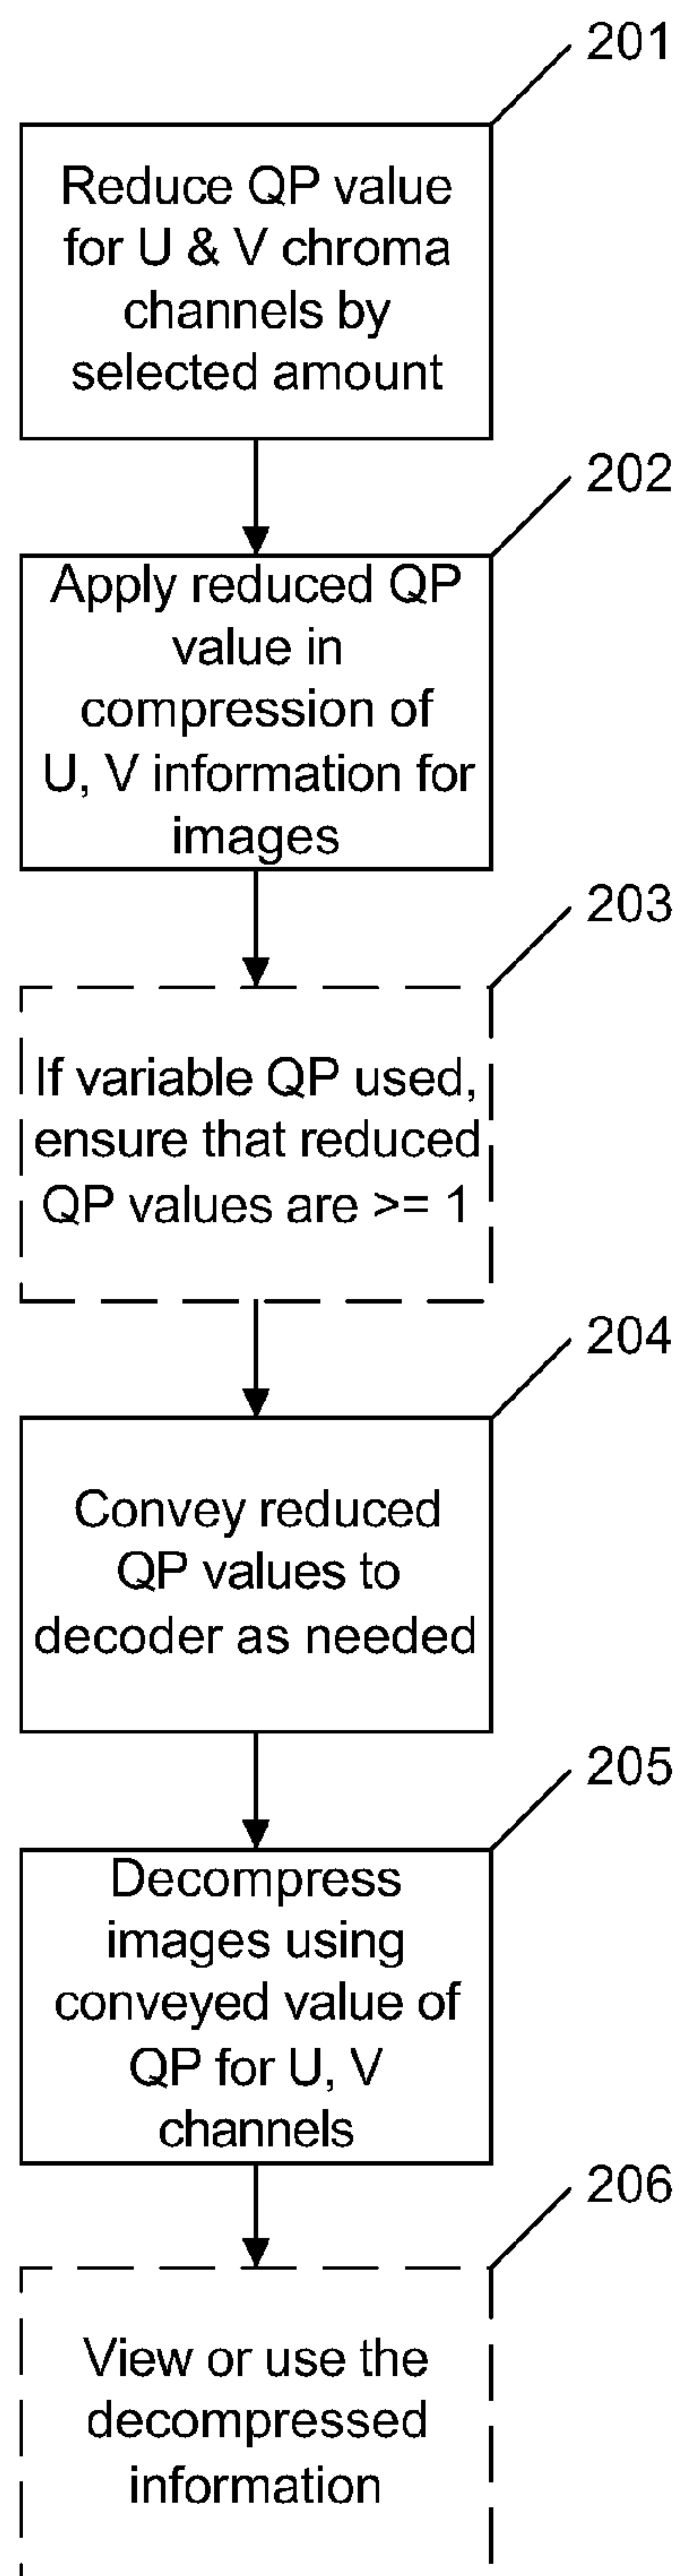 201
Reduce QP value
for U & V chroma
channels by
selected amount
202
Apply reduced QP
value in
compression of
U, V information for
images
203
If variable QP used,
ensure that reduced
QP values are >= 1
204
Convey reduced
QP values to
decoder as needed
205
Decompress
images using
conveyed value of
QP for U, V
channels
206
View or use the
decompressed
information